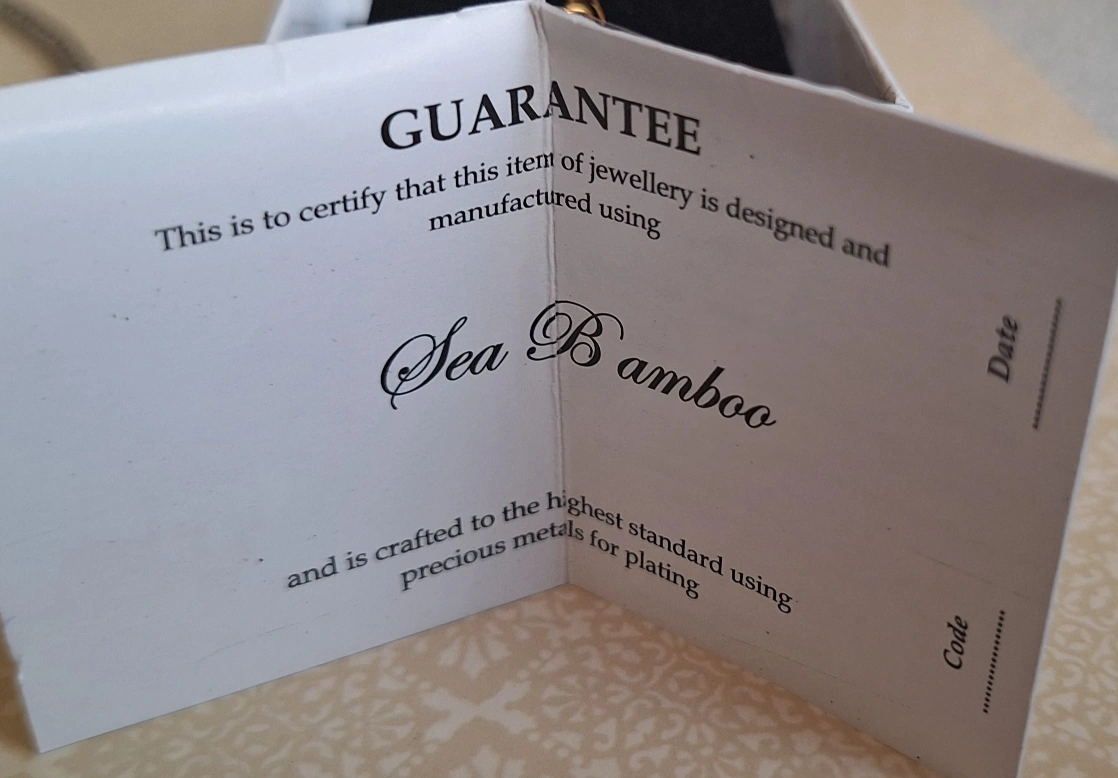 GUARANTEE
This is to certify that this item of jewellery is designed and
manufactured using
Sea B amboo
and is crafted to the highest standard using
precious metals for plating
Date ....................
Code ....................